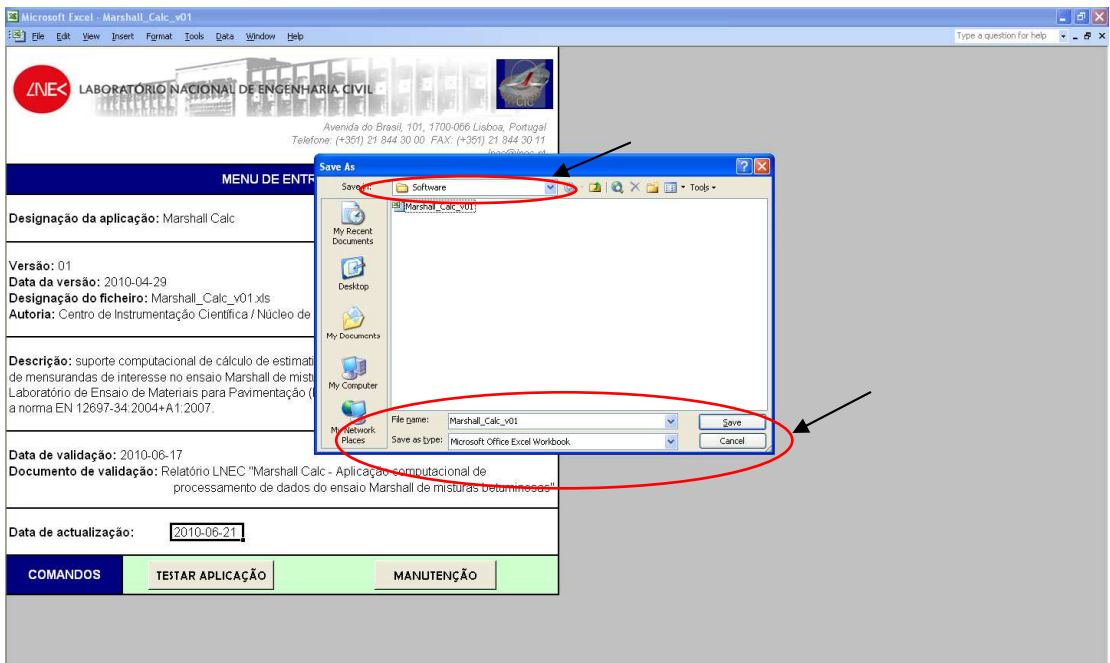 Microsoft Excel - Marshall_Calc_v01
File Edit View Insert Format Tools Data Window Help
Type a question for help
LNEC
LABORATÓRIO NACIONAL DE ENGENHARIA CIVIL
CIC
Avenida do Brasil, 101, 1700-066 Lisboa, Portugal
Telefone: (+351) 21 844 30 00 FAX: (+351) 21 844 30 11
lnec@lnec.pt
MENU DE ENTR
Designação da aplicação: Marshall Calc
Versão: 01
Data da versão: 2010-04-29
Designação do ficheiro: Marshall_Calc_v01.xls
Autoria: Centro de Instrumentação Científica / Núcleo de
Descrição: suporte computacional de cálculo de estimati
de mensurandas de interesse no ensaio Marshall de mist
Laboratório de Ensaio de Materiais para Pavimentação (
a norma EN 12697-34:2004+A1:2007.
Data de validação: 2010-06-17
Documento de validação: Relatório LNEC "Marshall Calc - Aplicação computacional de
processamento de dados do ensaio Marshall de misturas betuminosas"
Data de actualização: 2010-06-21
COMANDOS
TESTAR APLICAÇÃO
MANUTENÇÃO
Save As
Save in:
Software
Tools
Marshall_Calc_v01
My Recent
Documents
Desktop
My Documents
My Computer
My Network
Places
File name: Marshall_Calc_v01
Save
Save as type: Microsoft Office Excel Workbook
Cancel